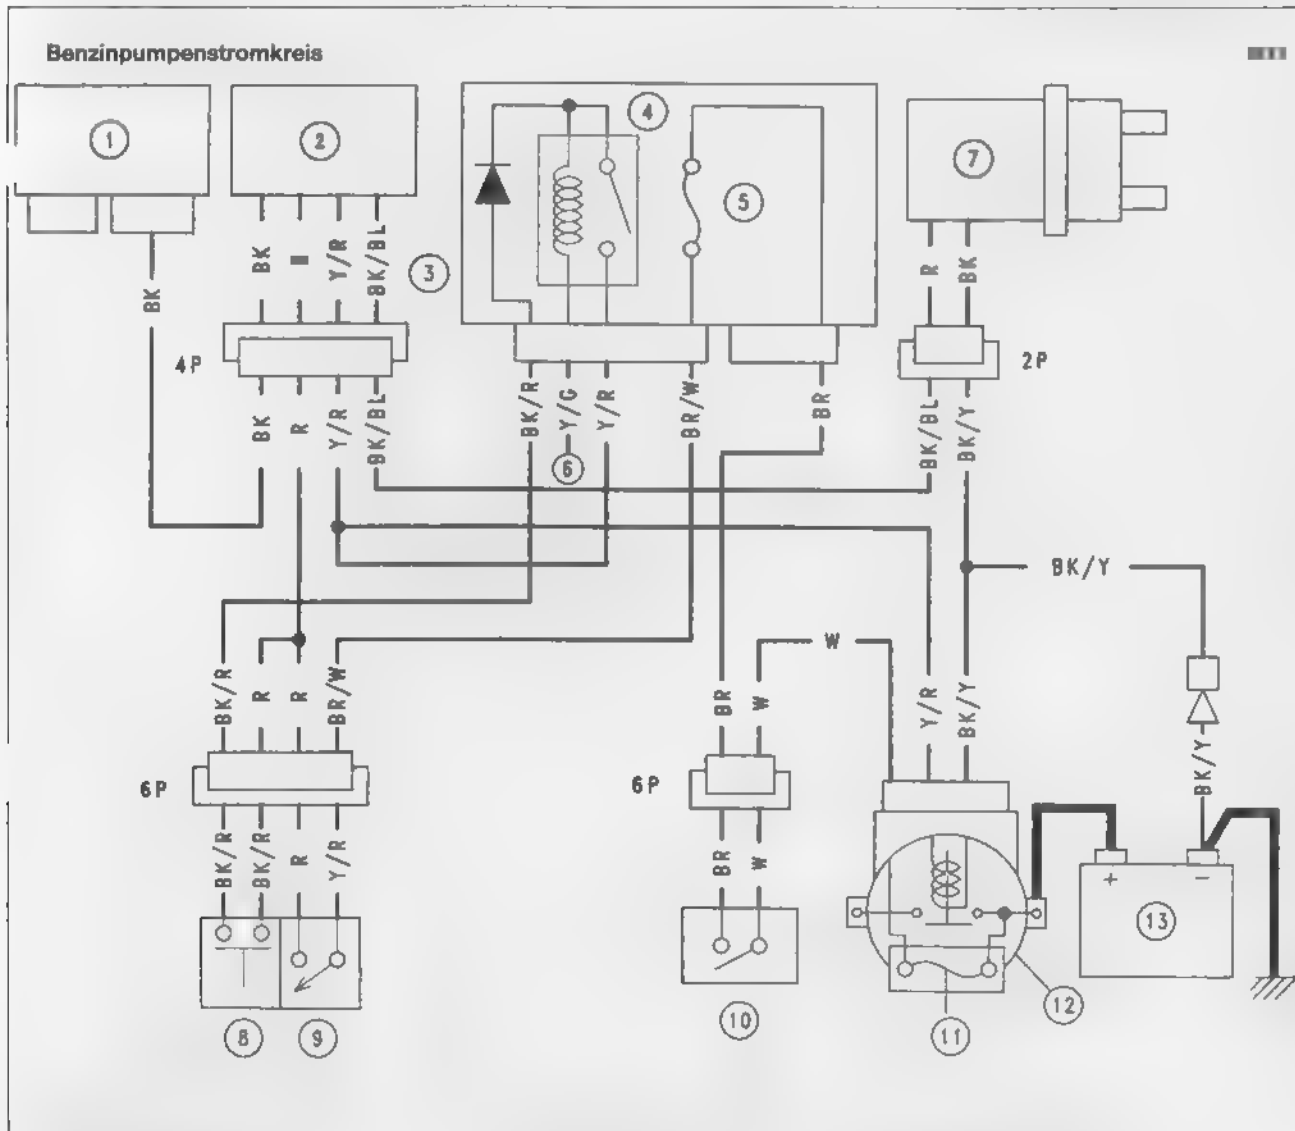 Benzinpumpenstromkreis
1
2
4
5
7
3
BK
BK
Y/R
BK/BL
R
BK
4P
2P
BK
R
Y/R
BK/BL
BK/R
Y/G
Y/R
BR/W
BR
BK/BL
BK/Y
6
BK/Y
W
BK/R
R
R
BR/W
BR
W
Y/R
BK/Y
BK/Y
6P
6P
BK/R
BK/R
R
Y/R
BR
W
+
−
13
8
9
10
11
12